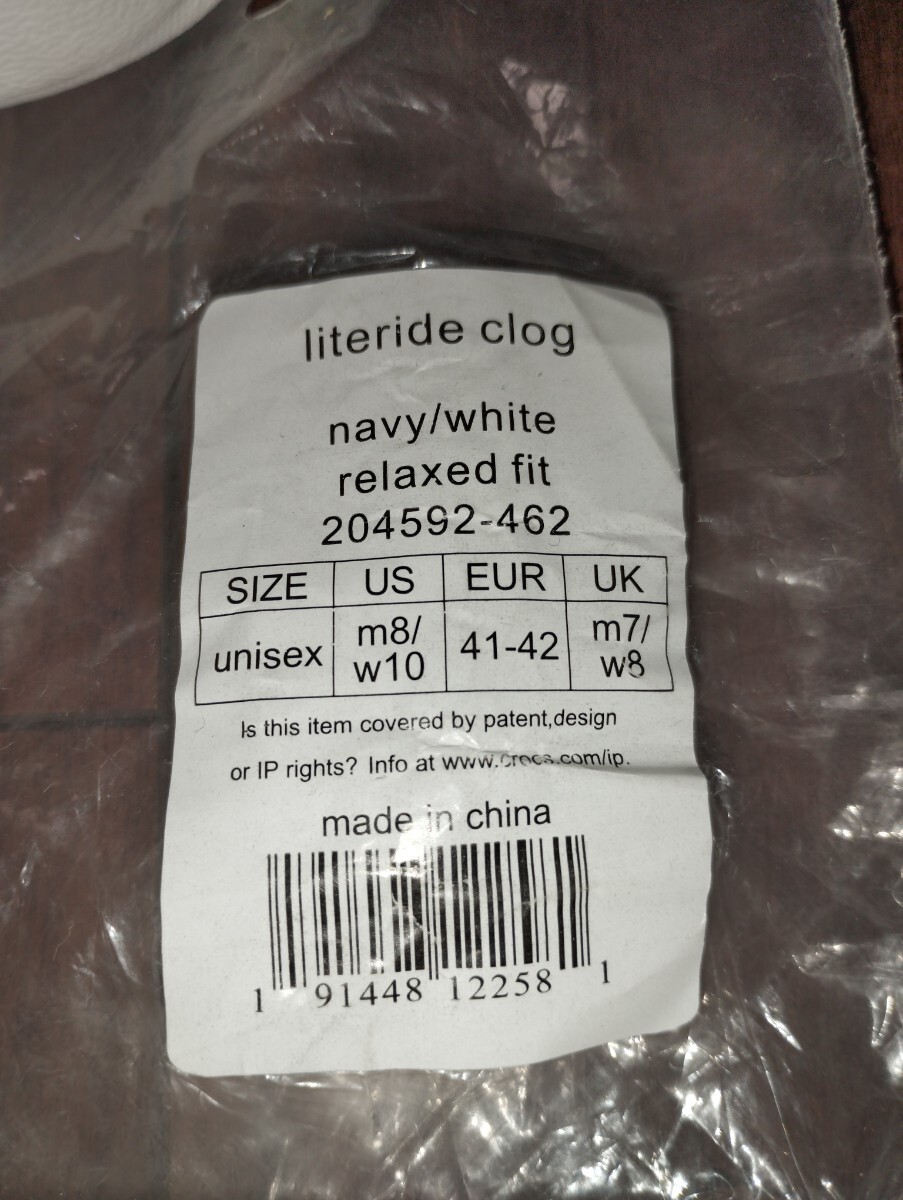 literide clog
navy/white
relaxed fit
204592-462
SIZE US EUR UK
unisex m8/ w10 41-42 m7/ w8
Is this item covered by patent,design
or IP rights? Info at www.crocs.com/ip.
made in china
1 91448 12258 1